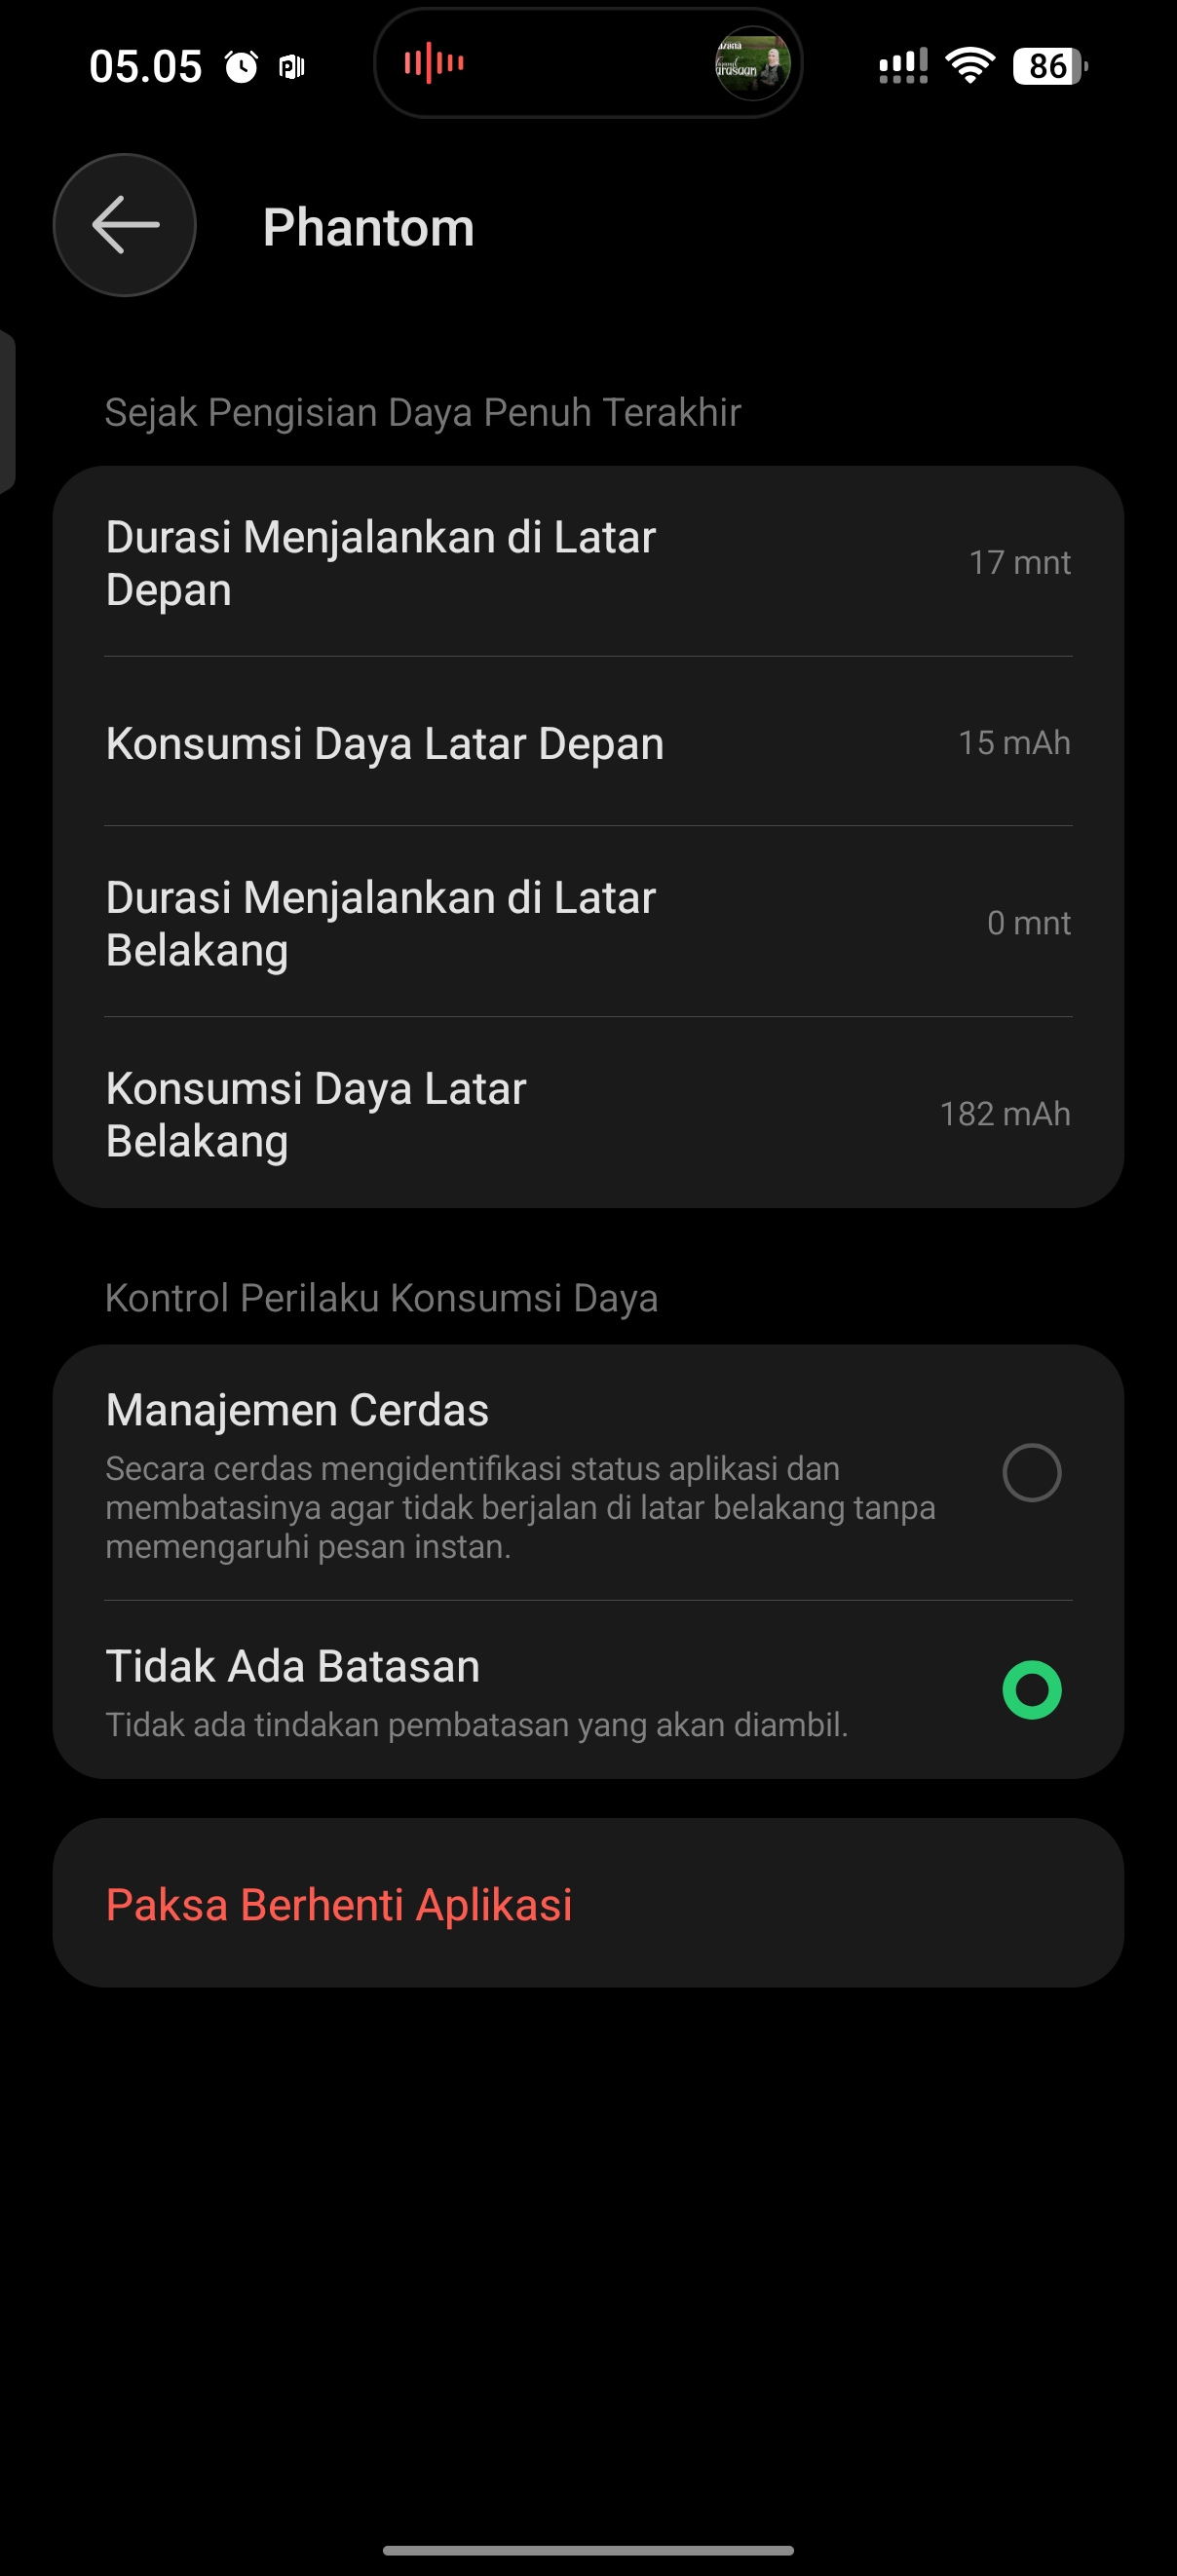 05.05
86
Phantom
Sejak Pengisian Daya Penuh Terakhir
Durasi Menjalankan di Latar
Depan
17 mnt
Konsumsi Daya Latar Depan
15 mAh
Durasi Menjalankan di Latar
Belakang
0 mnt
Konsumsi Daya Latar
Belakang
182 mAh
Kontrol Perilaku Konsumsi Daya
Manajemen Cerdas
Secara cerdas mengidentifikasi status aplikasi dan
membatasinya agar tidak berjalan di latar belakang tanpa
memengaruhi pesan instan.
Tidak Ada Batasan
Tidak ada tindakan pembatasan yang akan diambil.
Paksa Berhenti Aplikasi